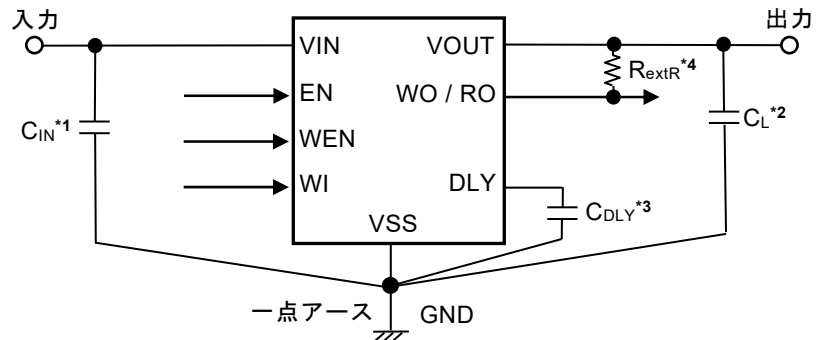 入力
出力
VIN
VOUT
EN
WO / RO
RextR*4
CIN*1
WEN
CL*2
WI
DLY
CDLY*3
VSS
一点アース
GND